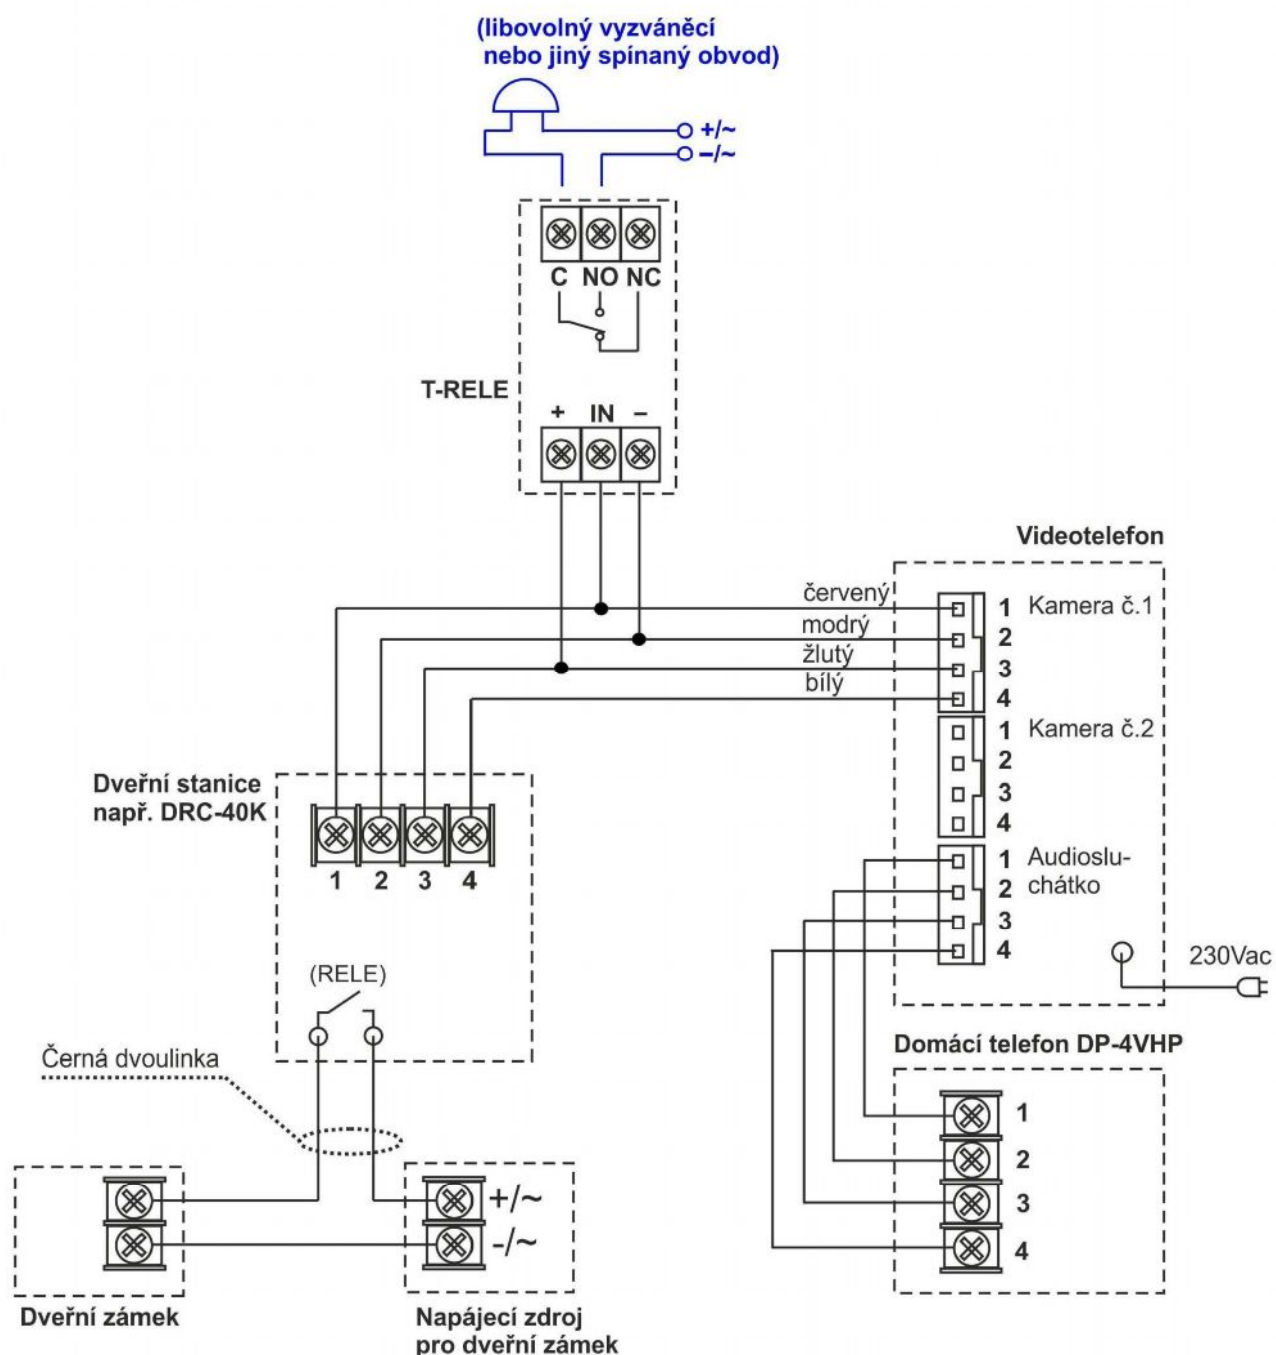 (libovolný vyzváněcí
nebo jiný spínaný obvod)
+/~
–/~
C NO NC
T-RELE
+ IN –
Videotelefon
červený
modrý
žlutý
bílý
1 Kamera č.1
2
3
4
1 Kamera č.2
2
3
4
1 Audioslu-
2 chátko
3
4
230Vac
Dveřní stanice
např. DRC-40K
1 2 3 4
(RELE)
Černá dvoulinka
Domácí telefon DP-4VHP
1
2
3
4
+/~
-/~
Dveřní zámek
Napájecí zdroj
pro dveřní zámek